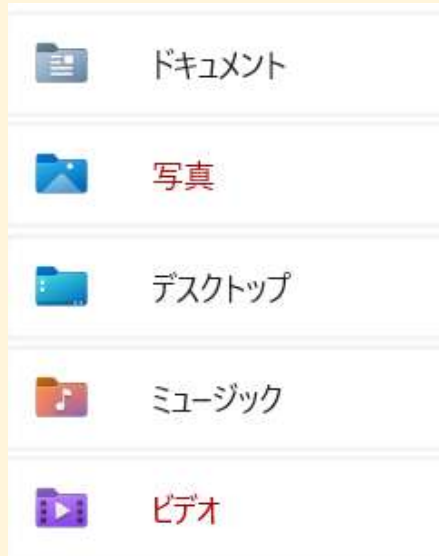 ドキュメント
写真
デスクトップ
ミュージック
ビデオ